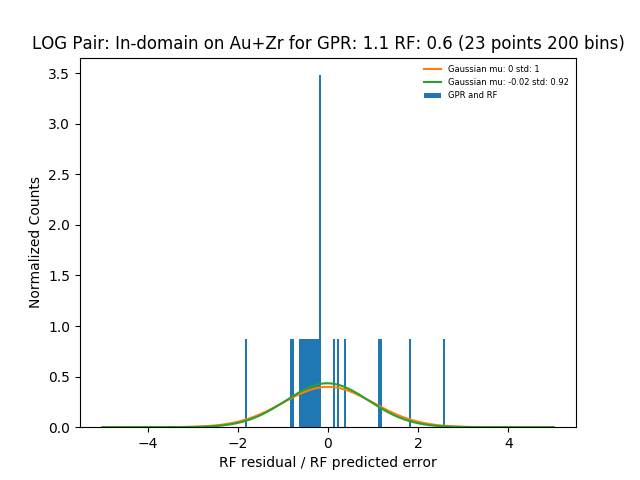 LOG Pair: In-domain on Au+Zr for GPR: 1.1 RF: 0.6 (23 points 200 bins)
Gaussian mu: 0 std: 1
Gaussian mu: -0.02 std: 0.92
GPR and RF
Normalized Counts
3.5
3.0
2.5
2.0
1.5
1.0
0.5
0.0
−4 −2 0 2 4
RF residual / RF predicted error